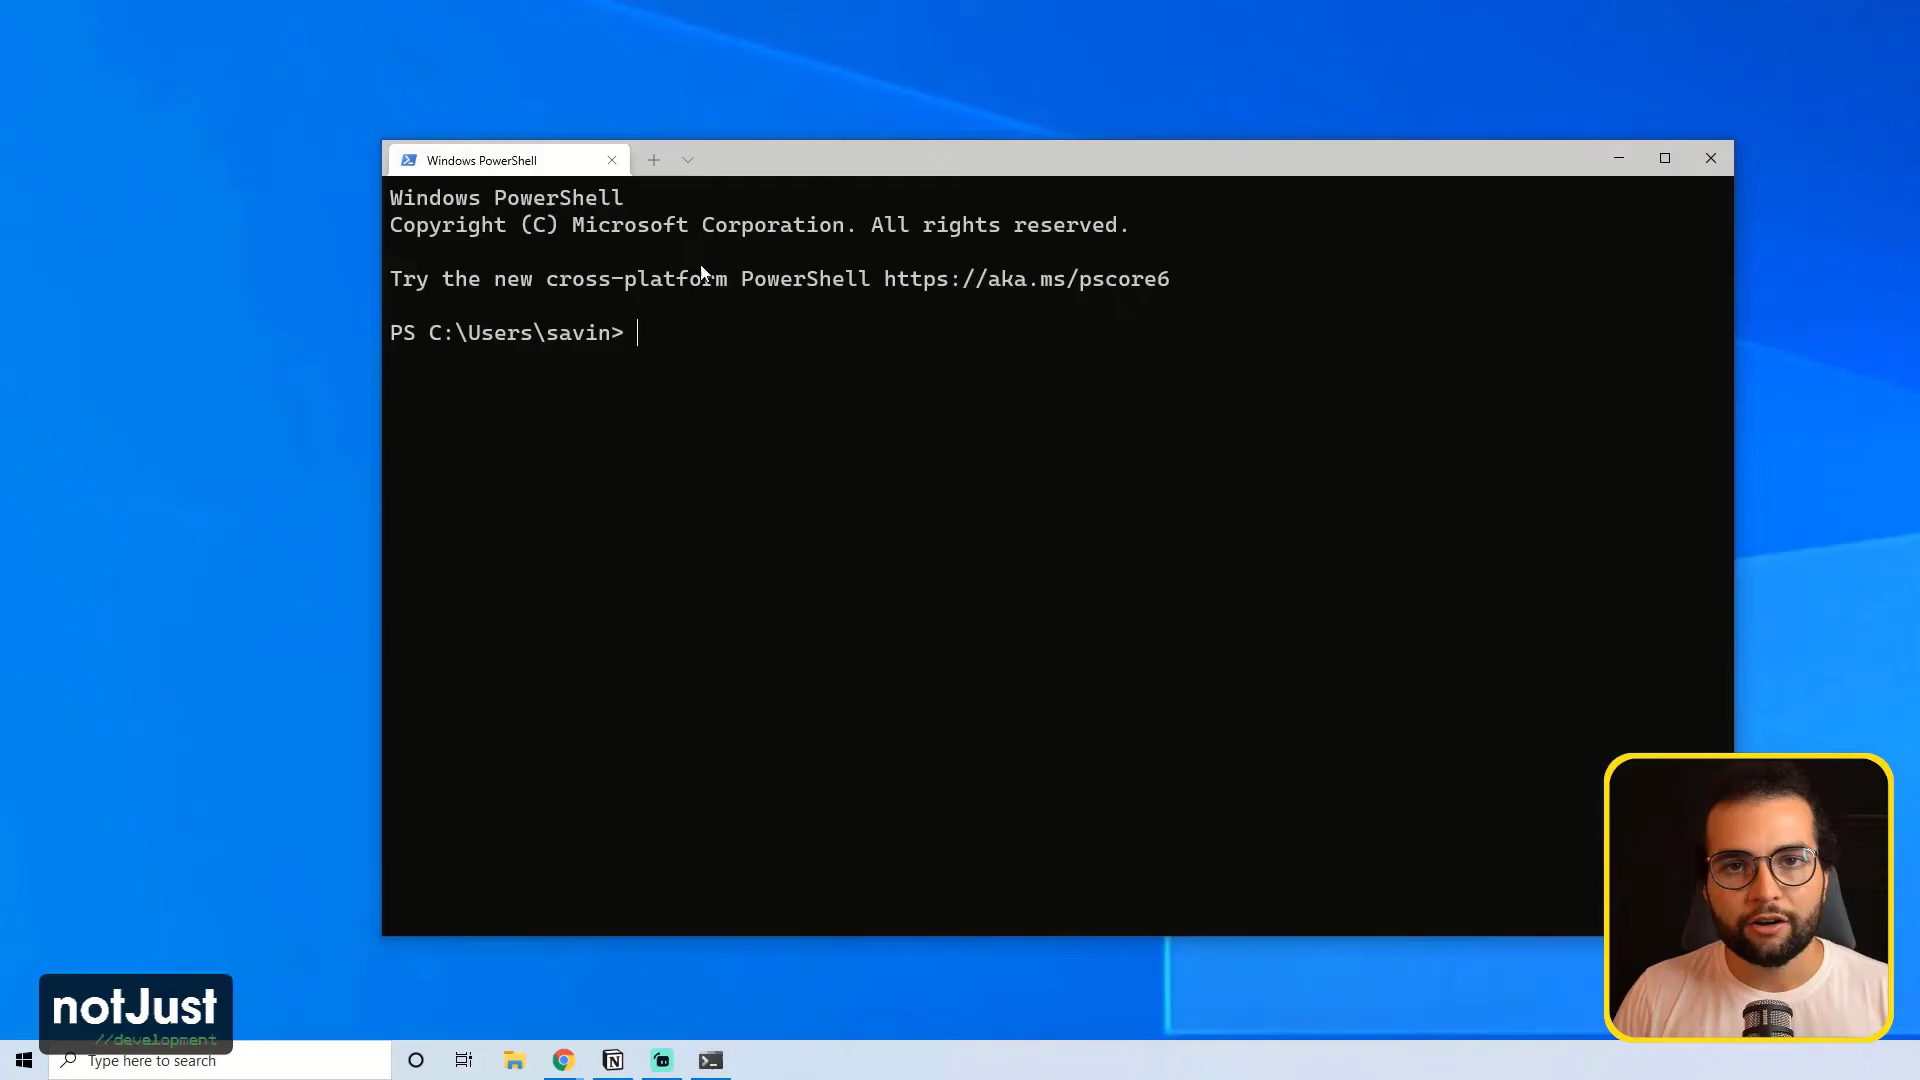 Windows PowerShell
Windows PowerShell
Copyright (C) Microsoft Corporation. All rights reserved.
Try the new cross-platform PowerShell https://aka.ms/pscore6
PS C:\Users\savin>
notJust
//development
Type here to search